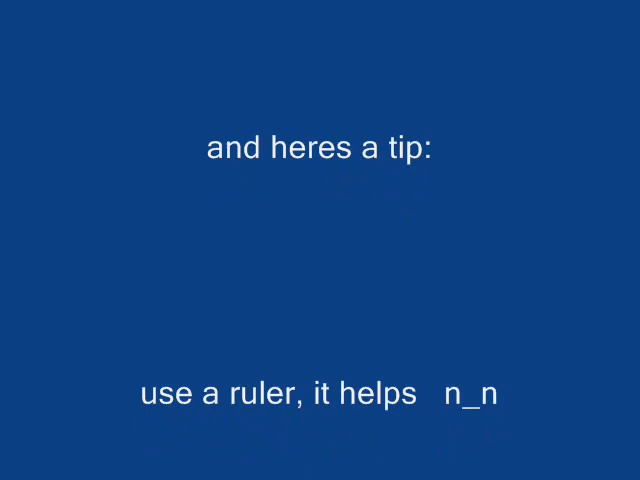 and heres a tip:
use a ruler, it helps   n_n